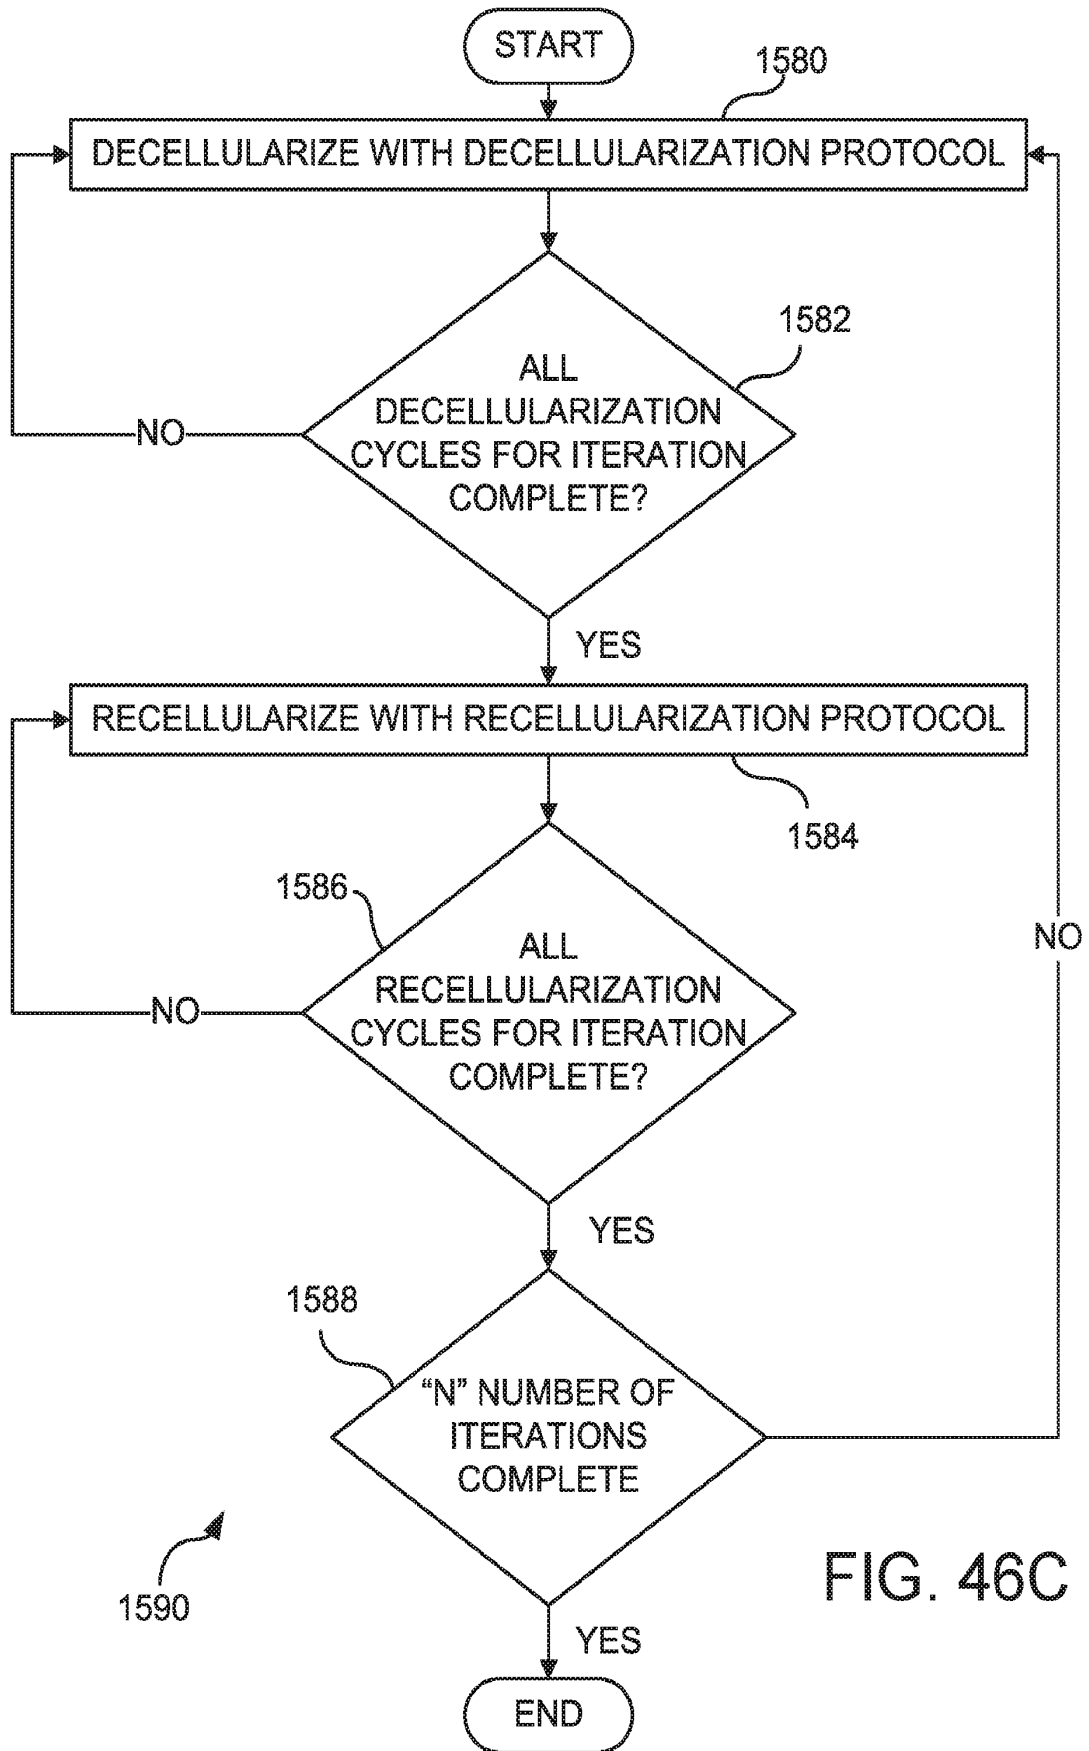 START
1580
DECELLULARIZE WITH DECELLULARIZATION PROTOCOL
1582
ALL
DECELLULARIZATION
CYCLES FOR ITERATION
COMPLETE?
NO
YES
RECELLULARIZE WITH RECELLULARIZATION PROTOCOL
1584
1586
ALL
RECELLULARIZATION
CYCLES FOR ITERATION
COMPLETE?
NO
NO
YES
1588
“N” NUMBER OF
ITERATIONS
COMPLETE
1590
FIG. 46C
YES
END